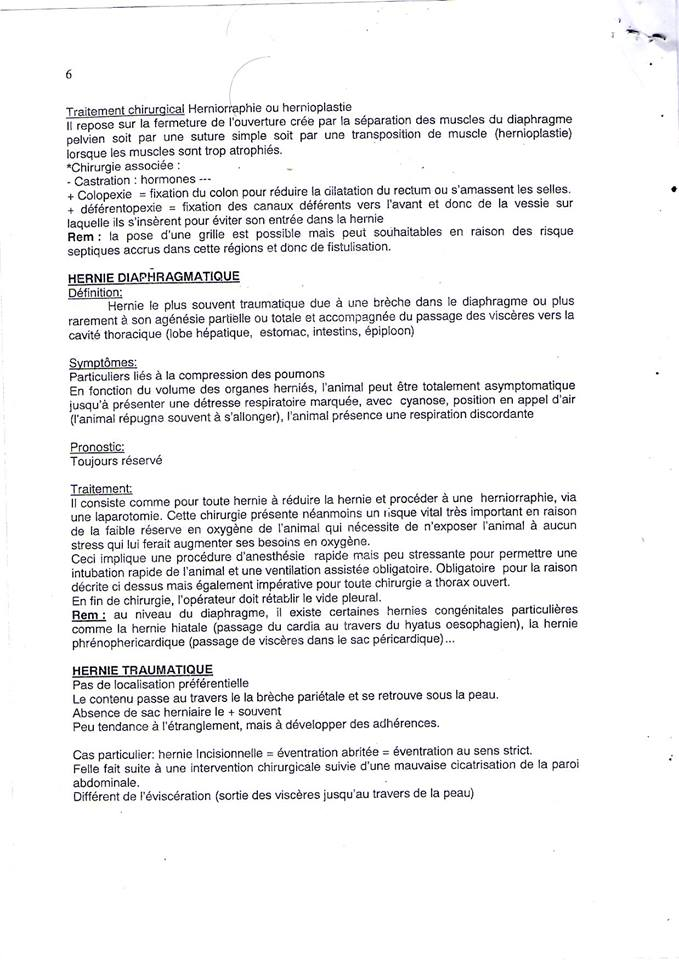 6
Traitement chirurgical Herniorraphie ou hernioplastie
Il repose sur la fermeture de l'ouverture crée par la séparation des muscles du diaphragme
pelvien soit par une suture simple soit par une transposition de muscle (hernioplastie)
lorsque les muscles sont trop atrophiés.
*Chirurgie associée :
- Castration : hormones ---
+ Colopexie = fixation du colon pour réduire la dilatation du rectum ou s'amassent les selles.
+ déférentopexie = fixation des canaux déférents vers l'avant et donc de la vessie sur
laquelle ils s'insèrent pour éviter son entrée dans la hernie
Rem : la pose d'une grille est possible mais peut souhaitables en raison des risque
septiques accrus dans cette régions et donc de fistulisation.
HERNIE DIAPHRAGMATIQUE
Définition:
Hernie le plus souvent traumatique due à une brèche dans le diaphragme ou plus
rarement à son agénésie partielle ou totale et accompagnée du passage des viscères vers la
cavité thoracique (lobe hépatique, estomac, intestins, épiploon)
Symptômes:
Particuliers liés à la compression des poumons
En fonction du volume des organes herniés, l'animal peut être totalement asymptomatique
jusqu'à présenter une détresse respiratoire marquée, avec cyanose, position en appel d'air
(l'animal répugne souvent à s'allonger), l'animal présence une respiration discordante
Pronostic:
Toujours réservé
Traitement:
Il consiste comme pour toute hernie à réduire la hernie et procéder à une herniorraphie, via
une laparotomie. Cette chirurgie présente néanmoins un risque vital très important en raison
de la faible réserve en oxygène de l'animal qui nécessite de n'exposer l'animal à aucun
stress qui lui ferait augmenter ses besoins en oxygène.
Ceci implique une procédure d'anesthésie rapide mais peu stressante pour permettre une
intubation rapide de l'animal et une ventilation assistée obligatoire. Obligatoire pour la raison
décrite ci dessus mais également impérative pour toute chirurgie a thorax ouvert.
En fin de chirurgie, l'opérateur doit rétablir le vide pleural.
Rem : au niveau du diaphragme, il existe certaines hernies congénitales particulières
comme la hernie hiatale (passage du cardia au travers du hyatus oesophagien), la hernie
phrénophericardique (passage de viscères dans le sac péricardique)...
HERNIE TRAUMATIQUE
Pas de localisation préférentielle
Le contenu passe au travers le la brèche pariétale et se retrouve sous la peau.
Absence de sac herniaire le + souvent
Peu tendance à l'étranglement, mais à développer des adhérences.
Cas particulier: hernie Incisionnelle = éventration abritée = éventration au sens strict.
Felle fait suite à une intervention chirurgicale suivie d'une mauvaise cicatrisation de la paroi
abdominale.
Différent de l'éviscération (sortie des viscères jusqu'au travers de la peau)